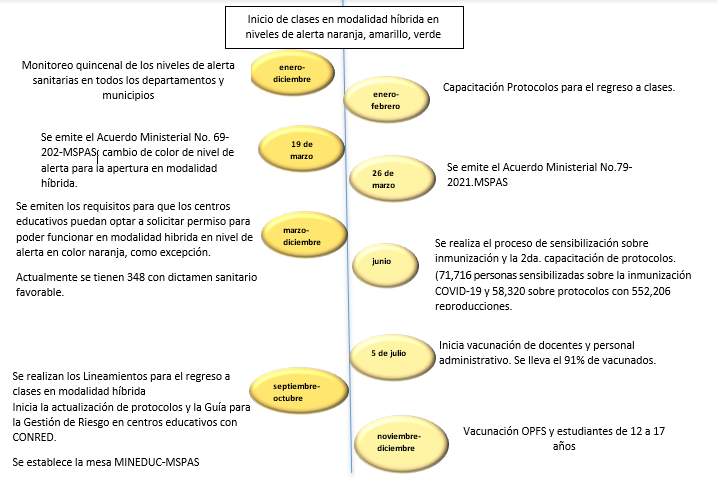 Inicio de clases en modalidad híbrida en
niveles de alerta naranja, amarillo, verde
Monitoreo quincenal de los niveles de alerta
sanitarias en todos los departamentos y
municipios
enero-
diciembre
enero-
febrero
Capacitación Protocolos para el regreso a clases.
Se emite el Acuerdo Ministerial No. 69-
202-MSPAS; cambio de color de nivel de
alerta para la apertura en modalidad
híbrida.
19 de
marzo
26 de
marzo
Se emite el Acuerdo Ministerial No.79-
2021.MSPAS
Se emiten los requisitos para que los centros
educativos puedan optar a solicitar permiso para
poder funcionar en modalidad hibrida en nivel de
alerta en color naranja, como excepción.
Actualmente se tienen 348 con dictamen sanitario
favorable.
marzo-
diciembre
junio
Se realiza el proceso de sensibilización sobre
inmunización y la 2da. capacitación de protocolos.
(71,716 personas sensibilizadas sobre la inmunización
COVID-19 y 58,320 sobre protocolos con 552,206
reproducciones.
5 de julio
Inicia vacunación de docentes y personal
administrativo. Se lleva el 91% de vacunados.
Se realizan los Lineamientos para el regreso a
clases en modalidad híbrida
Inicia la actualización de protocolos y la Guía para
la Gestión de Riesgo en centros educativos con
CONRED.
Se establece la mesa MINEDUC-MSPAS
septiembre-
octubre
noviembre-
diciembre
Vacunación OPFS y estudiantes de 12 a 17
años